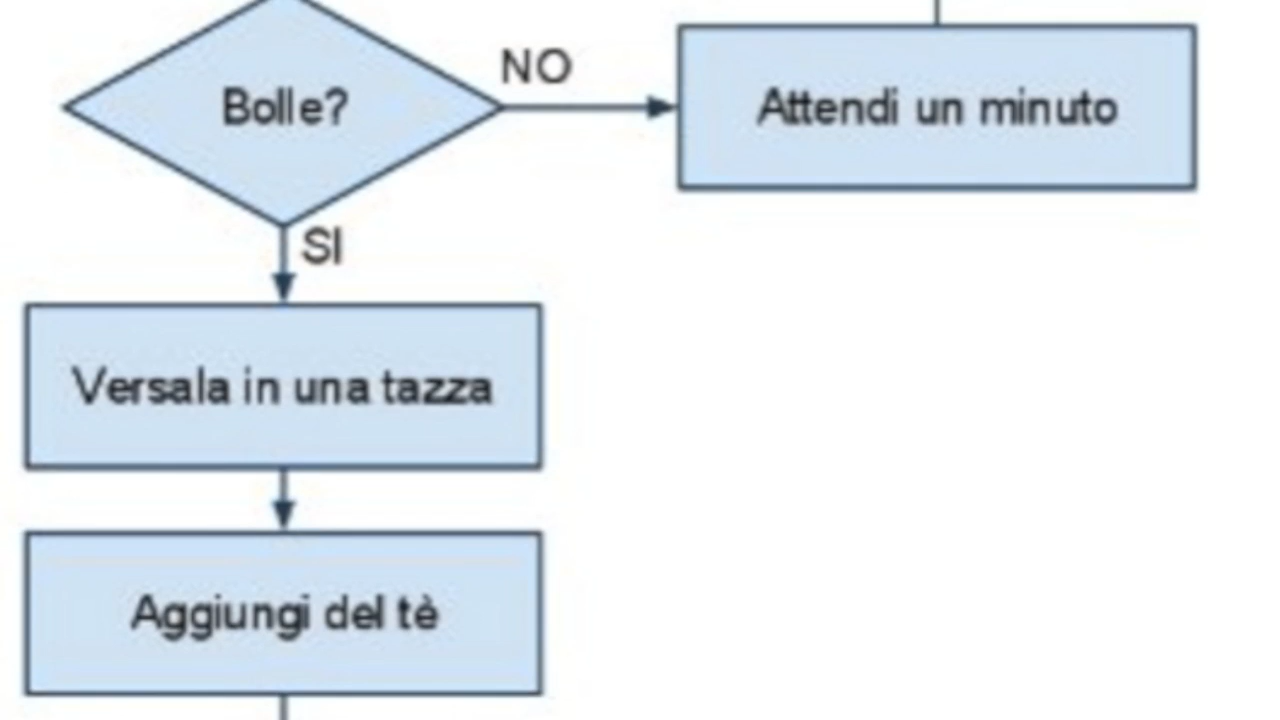 NO
Bolle?
Attendi un minuto
SI
Versala in una tazza
Aggiungi del tè